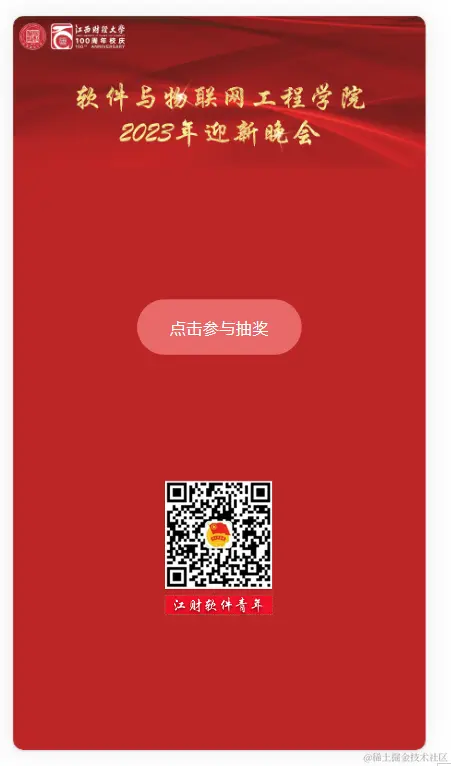 江西财经大学
100周年校庆
100TH ANNIVERSARY
软件与物联网工程学院
2023年迎新晚会
点击参与抽奖
江财软件青年
@稀土掘金技术社区